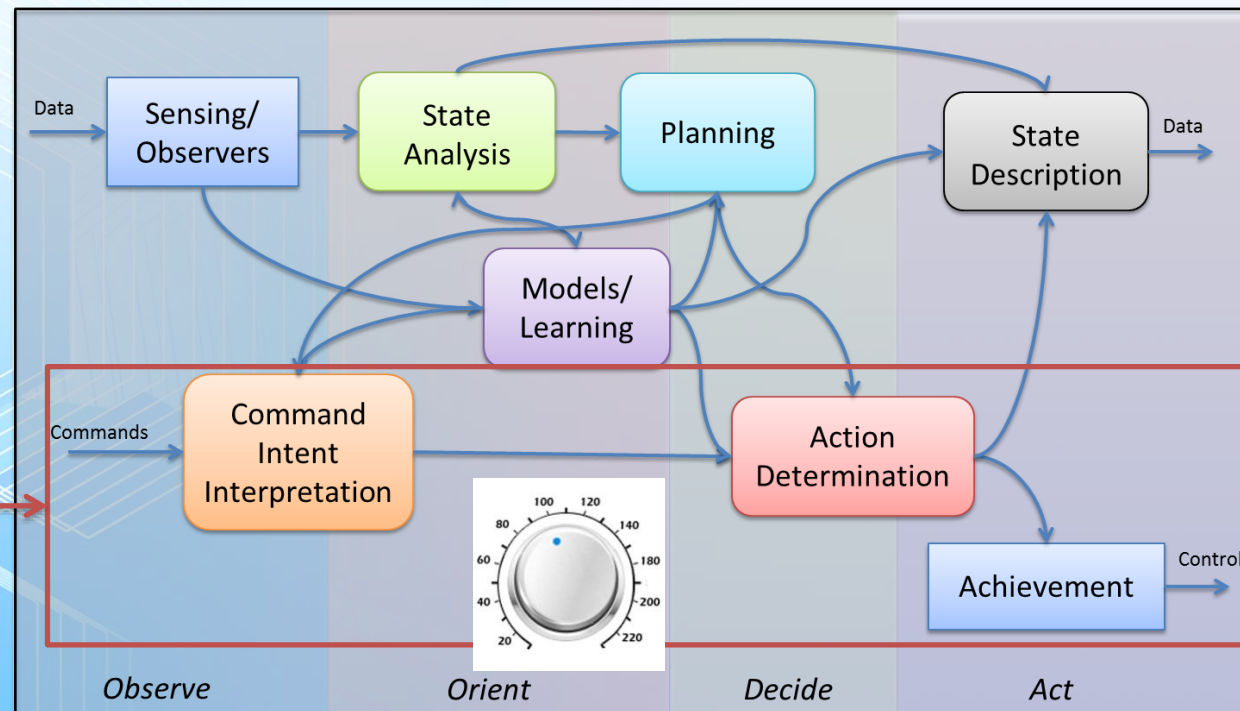 Data
Sensing/
Observers
State
Analysis
Planning
State
Description
Data
Models/
Learning
Commands
Command
Intent
Interpretation
Action
Determination
Achievement
Control
20
40
60
80
100
120
140
180
200
220
Observe
Orient
Decide
Act